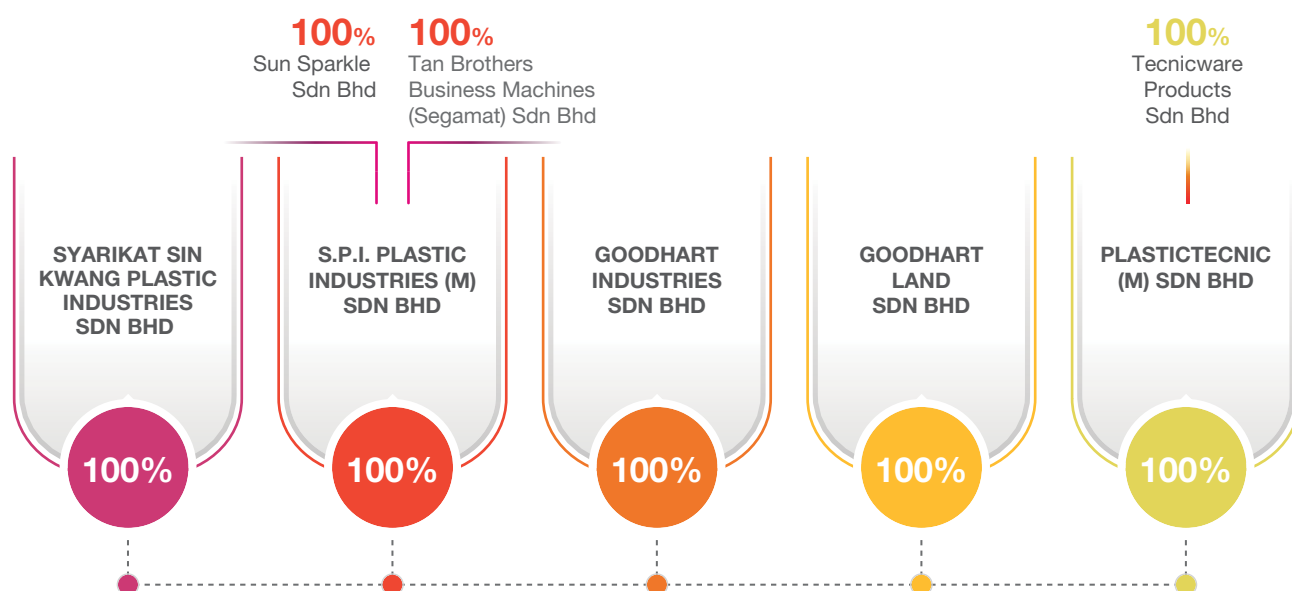 100%
Sun Sparkle
Sdn Bhd
100%
Tan Brothers
Business Machines
(Segamat) Sdn Bhd
100%
Tecnicware
Products
Sdn Bhd
SYARIKAT SIN
KWANG PLASTIC
INDUSTRIES
SDN BHD
S.P.I. PLASTIC
INDUSTRIES (M)
SDN BHD
GOODHART
INDUSTRIES
SDN BHD
GOODHART
LAND
SDN BHD
PLASTICTECNIC
(M) SDN BHD
100%
100%
100%
100%
100%